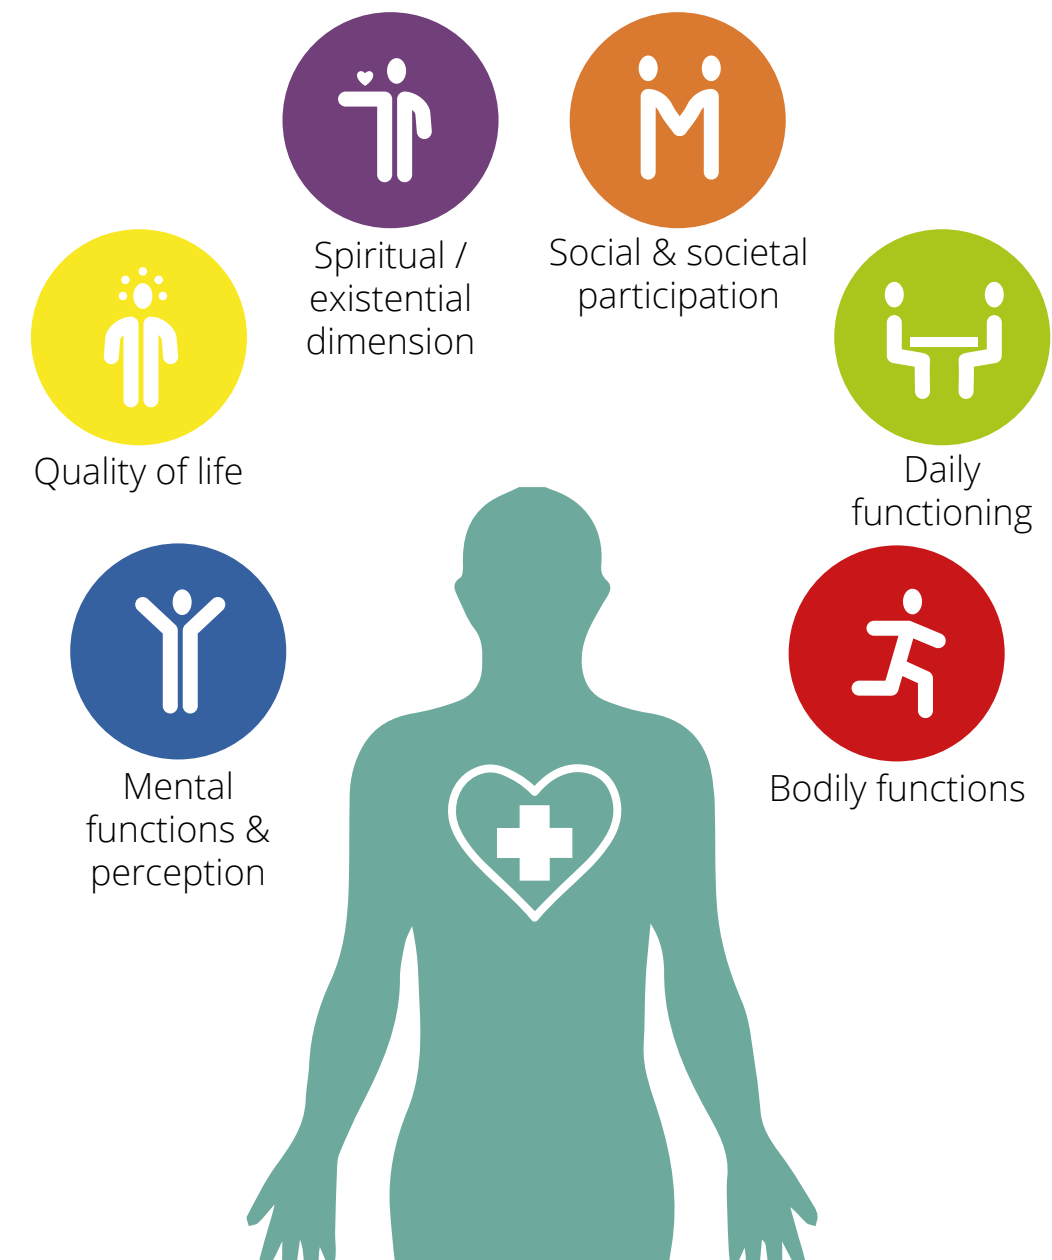 Spiritual /
existential
dimension
Social & societal
participation
Quality of life
Daily
functioning
Mental
functions &
perception
Bodily functions